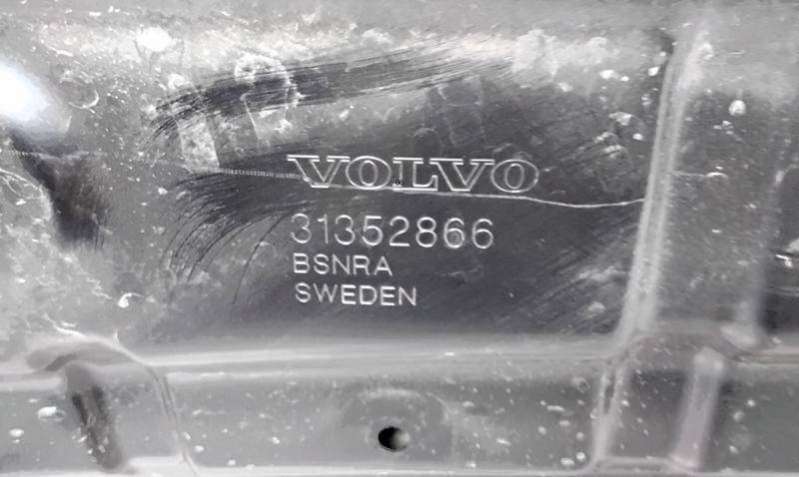 VOLVO
31352866
BSNRA
SWEDEN